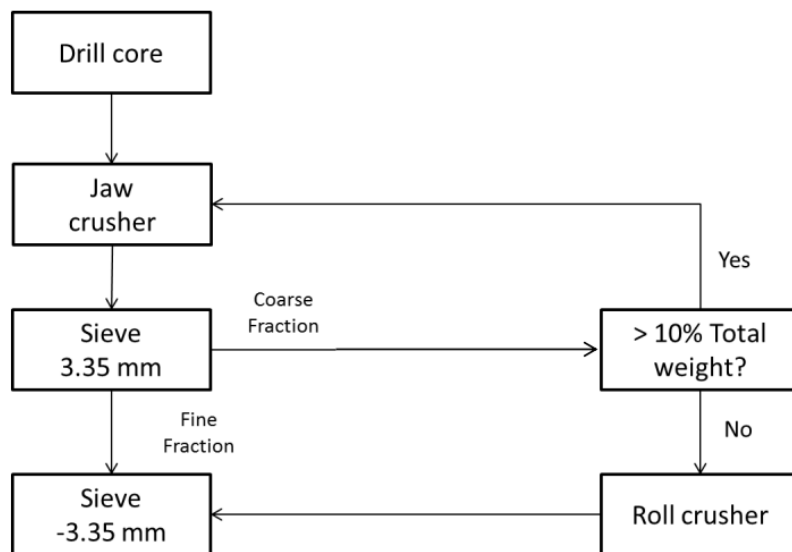 Drill core
Jaw
crusher
Yes
Coarse
Fraction
Sieve
3.35 mm
> 10% Total
weight?
Fine
Fraction
No
Sieve
-3.35 mm
Roll crusher